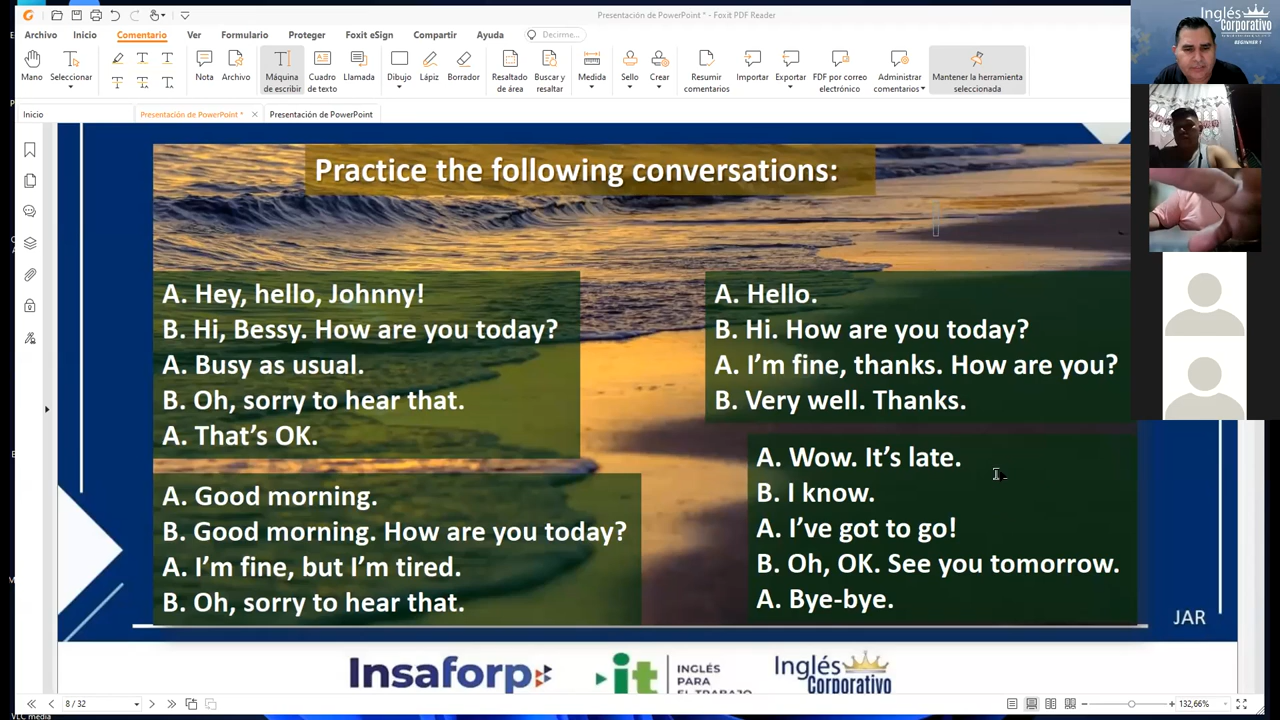 Presentación de PowerPoint * - Foxit PDF Reader
Archivo Inicio Comentario Ver Formulario Proteger Foxit eSign Compartir Ayuda Decirme...
Mano Seleccionar Nota Archivo Máquina de escribir Cuadro de texto Llamada Dibujo Lápiz Borrador Resaltado de área Buscar y resaltar Medida Sello Crear Resumir comentarios Importar Exportar PDF por correo electrónico Administrar comentarios Mantener la herramienta seleccionada
Inicio Presentación de PowerPoint * Presentación de PowerPoint
Inglés
Corporativo
BEGINNER 1
Practice the following conversations:
A. Hey, hello, Johnny!
B. Hi, Bessy. How are you today?
A. Busy as usual.
B. Oh, sorry to hear that.
A. That’s OK.
A. Hello.
B. Hi. How are you today?
A. I’m fine, thanks. How are you?
B. Very well. Thanks.
A. Good morning.
B. Good morning. How are you today?
A. I’m fine, but I’m tired.
B. Oh, sorry to hear that.
A. Wow. It’s late.
B. I know.
A. I’ve got to go!
B. Oh, OK. See you tomorrow.
A. Bye-bye.
JAR
Insaforp
it
INGLÉS
PARA
EL TRABAJO
Inglés
Corporativo
8 / 32
132,66%
VLC media